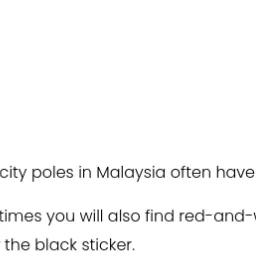 city poles in Malaysia often have
times you will also find red-and-
the black sticker.